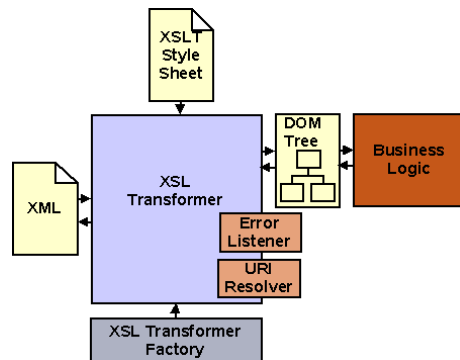 XSLT
Style
Sheet
DOM
Tree
Business
Logic
XSL
Transformer
XML
Error
Listener
URI
Resolver
XSL Transformer
Factory